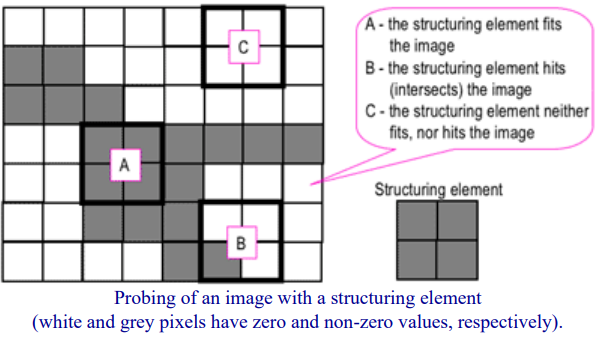 C
A
B
A - the structuring element fits
the image
B - the structuring element hits
(intersects) the image
C - the structuring element neither
fits, nor hits the image
Structuring element
Probing of an image with a structuring element
(white and grey pixels have zero and non-zero values, respectively).